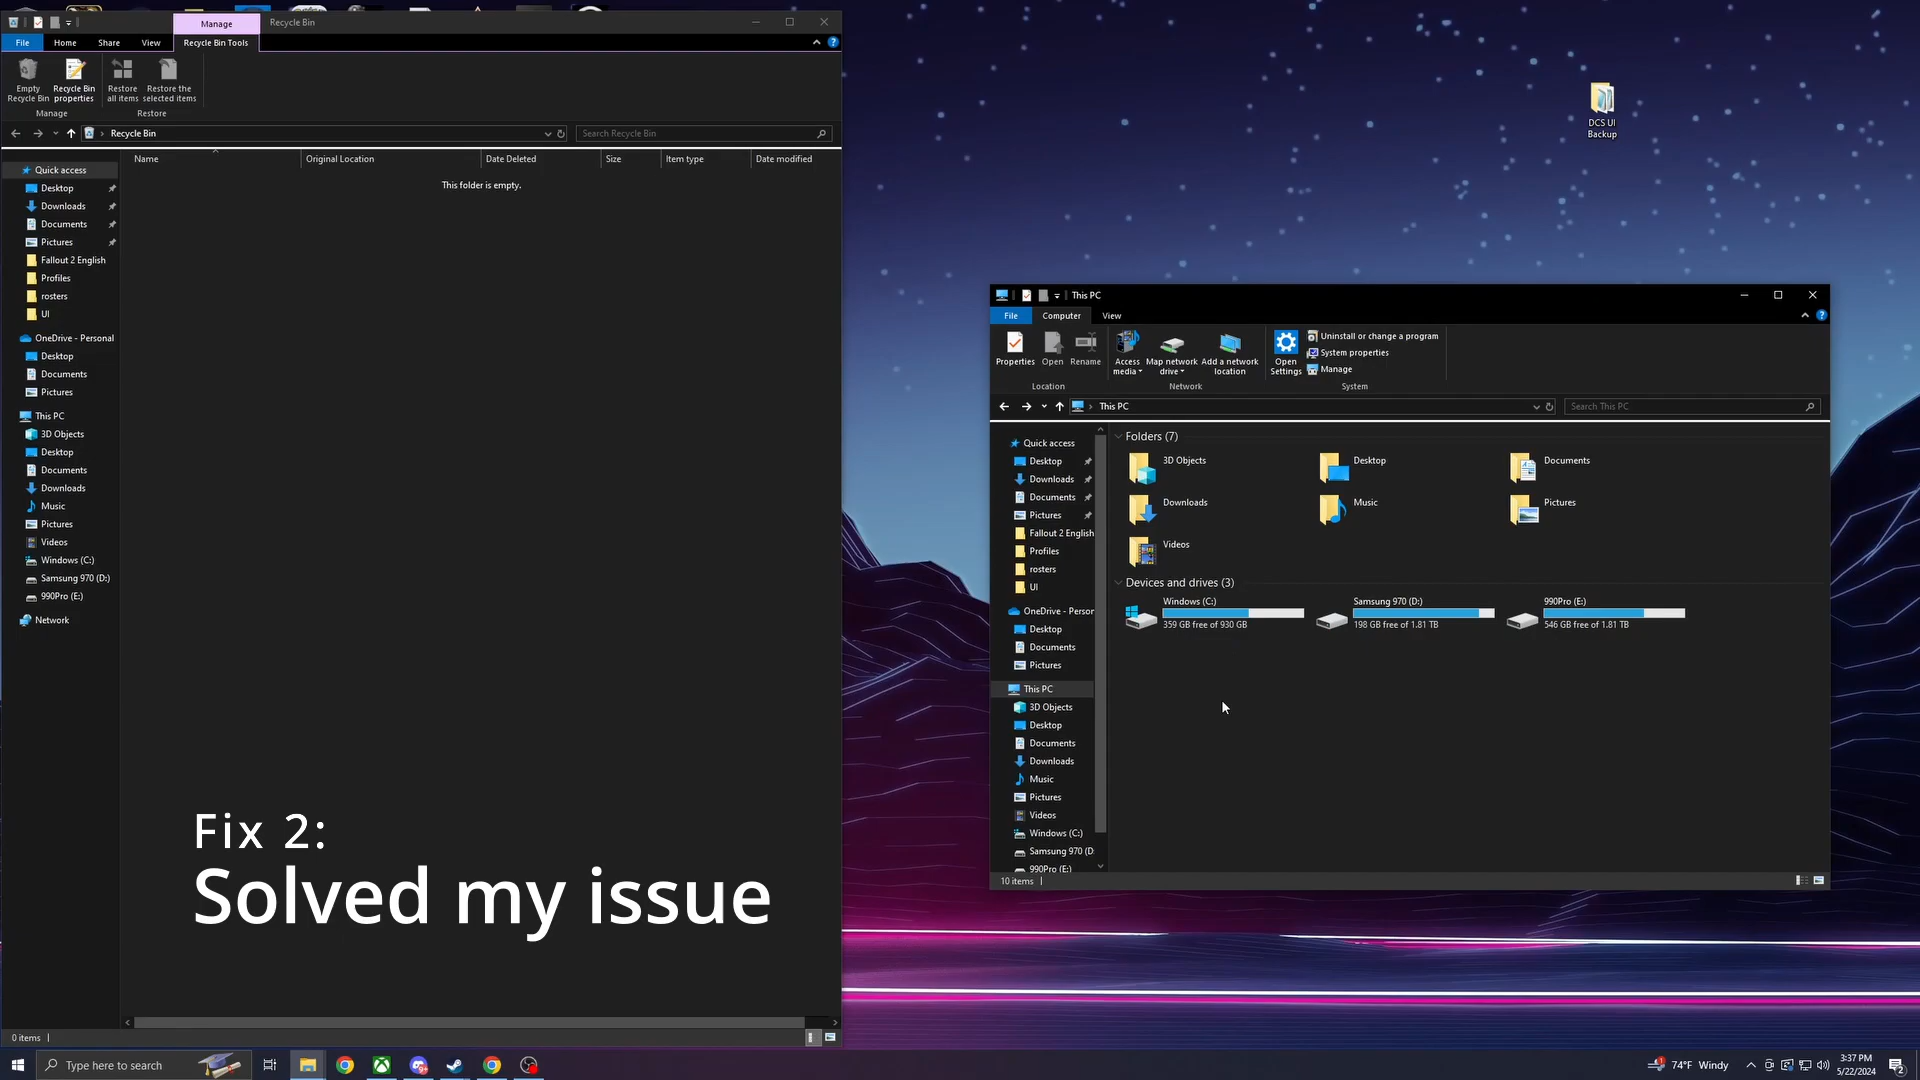 Manage
Recycle Bin
File
Home
Share
View
Recycle Bin Tools
Empty
Recycle Bin
Recycle Bin
properties
Restore
all items
Restore the
selected items
Manage
Restore
Recycle Bin
Search Recycle Bin
Name
Original Location
Date Deleted
Size
Item type
Date modified
This folder is empty.
Quick access
Desktop
Downloads
Documents
Pictures
Fallout 2 English
Profiles
rosters
UI
OneDrive - Personal
Desktop
Documents
Pictures
This PC
3D Objects
Desktop
Documents
Downloads
Music
Pictures
Videos
Windows (C:)
Samsung 970 (D:)
990Pro (E:)
Network
0 items
Fix 2:
Solved my issue
DCS UI
Backup
This PC
File
Computer
View
Properties
Open
Rename
Access
media
Map network
drive
Add a network
location
Open
Settings
Uninstall or change a program
System properties
Manage
Location
Network
System
This PC
Search This PC
Quick access
Desktop
Downloads
Documents
Pictures
Fallout 2 English
Profiles
rosters
UI
OneDrive - Person
Desktop
Documents
Pictures
This PC
3D Objects
Desktop
Documents
Downloads
Music
Pictures
Videos
Windows (C:)
Samsung 970 (D:
990Pro (E:)
Folders (7)
3D Objects
Desktop
Documents
Downloads
Music
Pictures
Videos
Devices and drives (3)
Windows (C:)
359 GB free of 930 GB
Samsung 970 (D:)
198 GB free of 1.81 TB
990Pro (E:)
546 GB free of 1.81 TB
10 items
Type here to search
74°F Windy
3:37 PM
5/22/2024